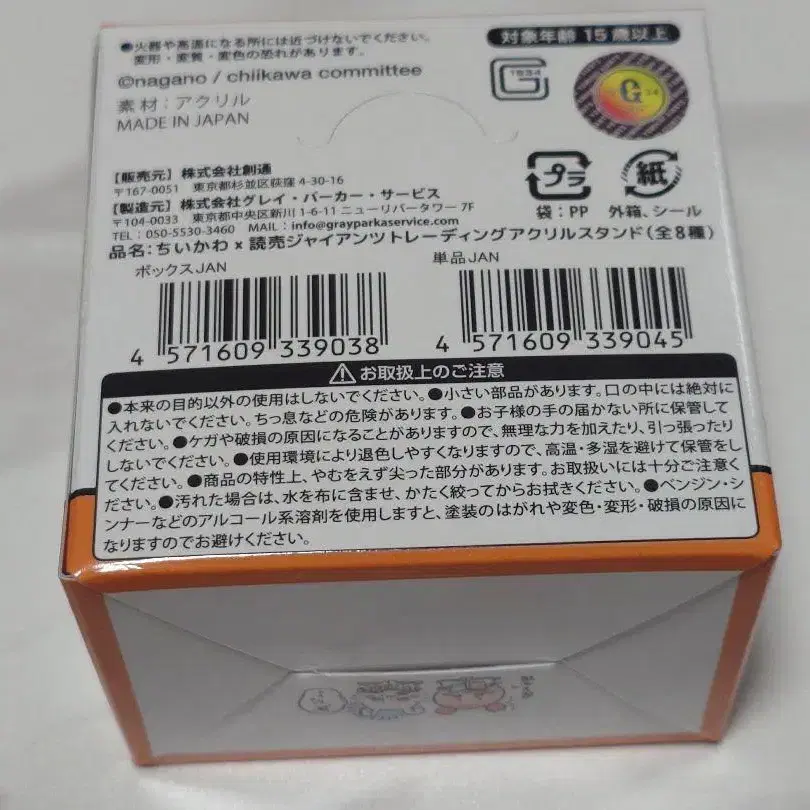 ●火器や高温になる所には近づけないでください。
変形・変質・変色の恐れがあります。
対象年齢 15歳以上
©nagano / chiikawa committee
1934
G
素材：アクリル
MADE IN JAPAN
【販売元】株式会社創通
〒167-0051 東京都杉並区荻窪 4-30-16
【製造元】株式会社グレイ・パーカー・サービス
〒104-0033 東京都中央区新川 1-6-11 ニューリバータワー 7F
TEL：050-5530-3460 MAIL：info@grayparkaservice.com
プラ
紙
袋：PP
外箱、シール
品名：ちいかわ × 読売ジャイアンツトレーディングアクリルスタンド（全8種）
ボックスJAN
単品JAN
4 571609 339038
4 571609 339045
⚠お取扱上のご注意
●本来の目的以外の使用はしないでください。●小さい部品があります。口の中には絶対に
入れないでください。ちっ息などの危険があります。●お子様の手の届かない所に保管して
ください。●ケガや破損の原因になることがありますので、無理な力を加えたり、引っ張ったり
しないでください。●使用環境により退色しやすくなりますので、高温・多湿を避けて保管をし
てください。●商品の特性上、やむをえず尖った部分があります。お取扱いには十分ご注意く
ださい。●汚れた場合は、水を布に含ませ、かたく絞ってからお拭きください。●ベンジン・シ
ンナーなどのアルコール系溶剤を使用しますと、塗装のはがれや変色・変形・破損の原因に
なりますのでお避けください。